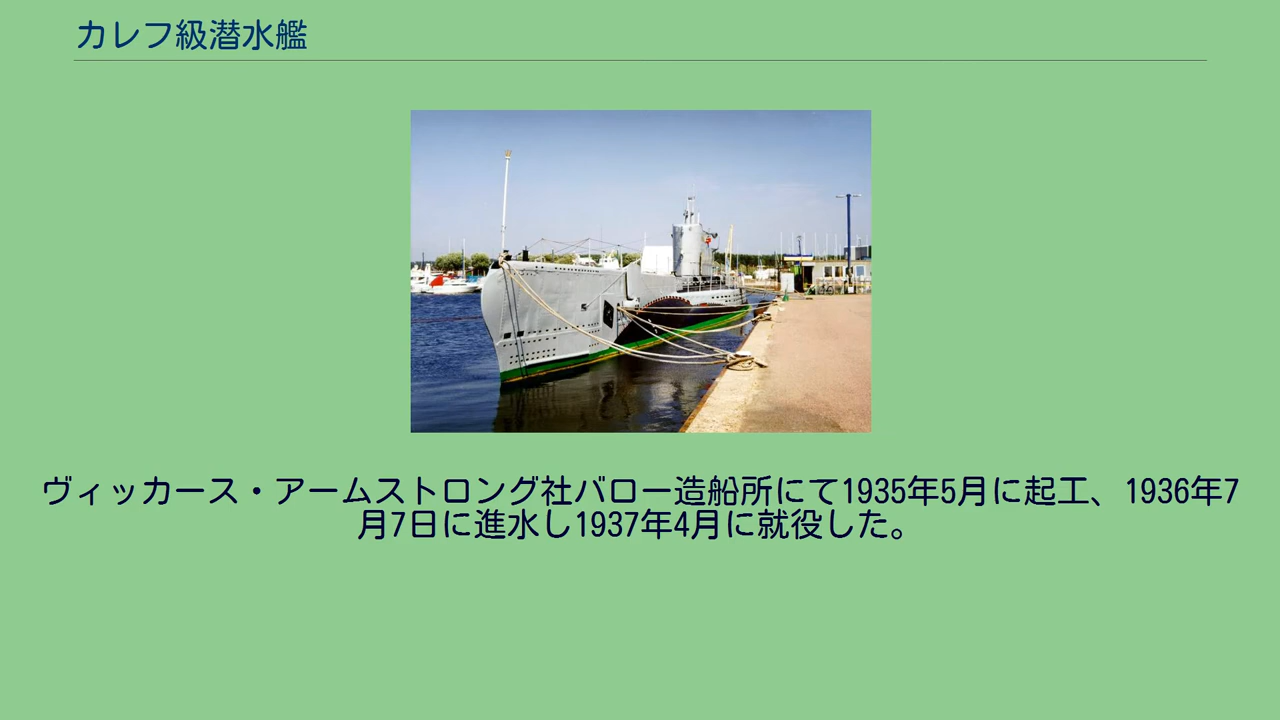 カレフ級潜水艦
ヴィッカース・アームストロング社バロー造船所にて1935年5月に起工、1936年7
月7日に進水し1937年4月に就役した。